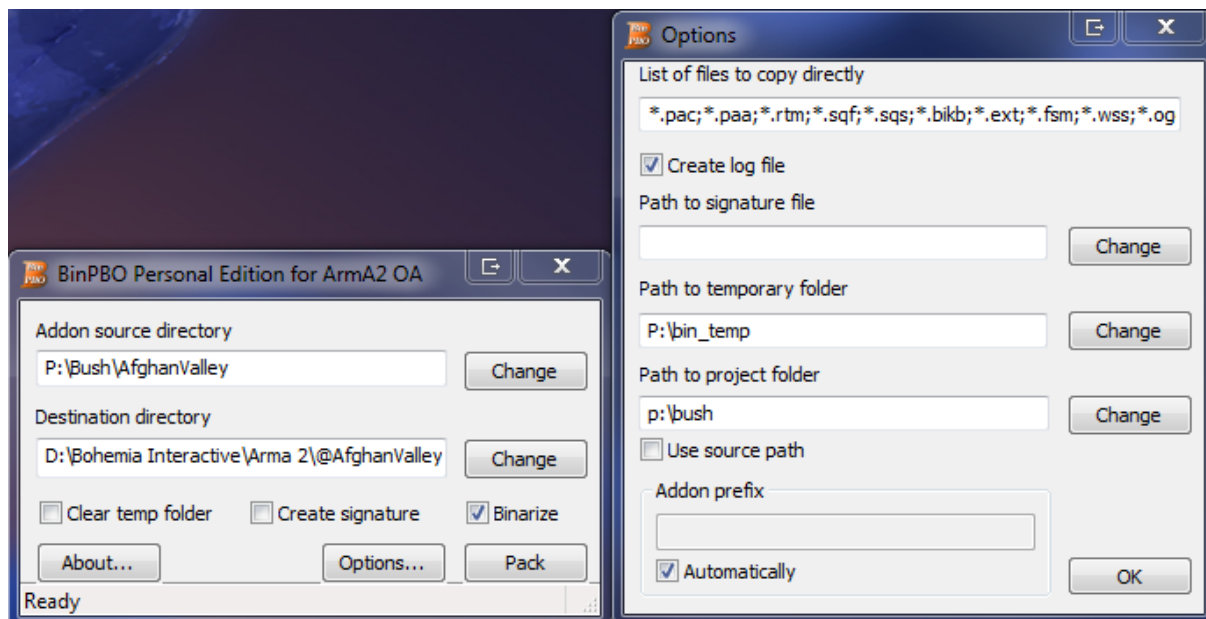 Options
List of files to copy directly
*.pac;*.paa;*.rtm;*.sqf;*.sqs;*.bikb;*.ext;*.fsm;*.wss;*.og
Create log file
Path to signature file
Change
Path to temporary folder
P:\bin_temp
Change
Path to project folder
p:\bush
Change
Use source path
Addon prefix
Automatically
OK
BinPBO Personal Edition for ArmA2 OA
Addon source directory
P:\Bush\AfghanValley
Change
Destination directory
D:\Bohemia Interactive\Arma 2\@AfghanValley
Change
Clear temp folder Create signature Binarize
About... Options... Pack
Ready